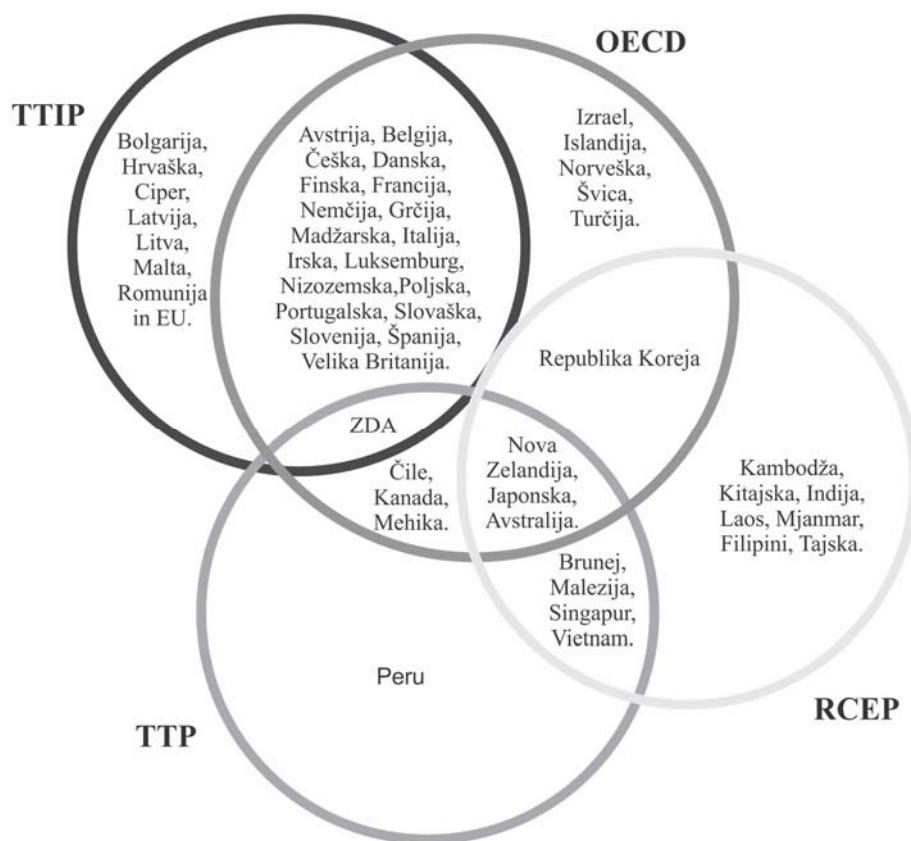 OECD
TTIP
Bolgarija,
Hrvaška,
Ciper,
Latvija,
Litva,
Malta,
Romunija
in EU.
Avstrija, Belgija,
Češka, Danska,
Finska, Francija,
Nemčija, Grčija,
Madžarska, Italija,
Irska, Luksemburg,
Nizozemska,Poljska,
Portugalska, Slovaška,
Slovenija, Španija,
Velika Britanija.
Izrael,
Islandija,
Norveška,
Švica,
Turčija.
Republika Koreja
ZDA
Čile,
Kanada,
Mehika.
Nova
Zelandija,
Japonska,
Avstralija.
Kambodža,
Kitajska, Indija,
Laos, Mjanmar,
Filipini, Tajska.
Brunej,
Malezija,
Singapur,
Vietnam.
Peru
TTP
RCEP